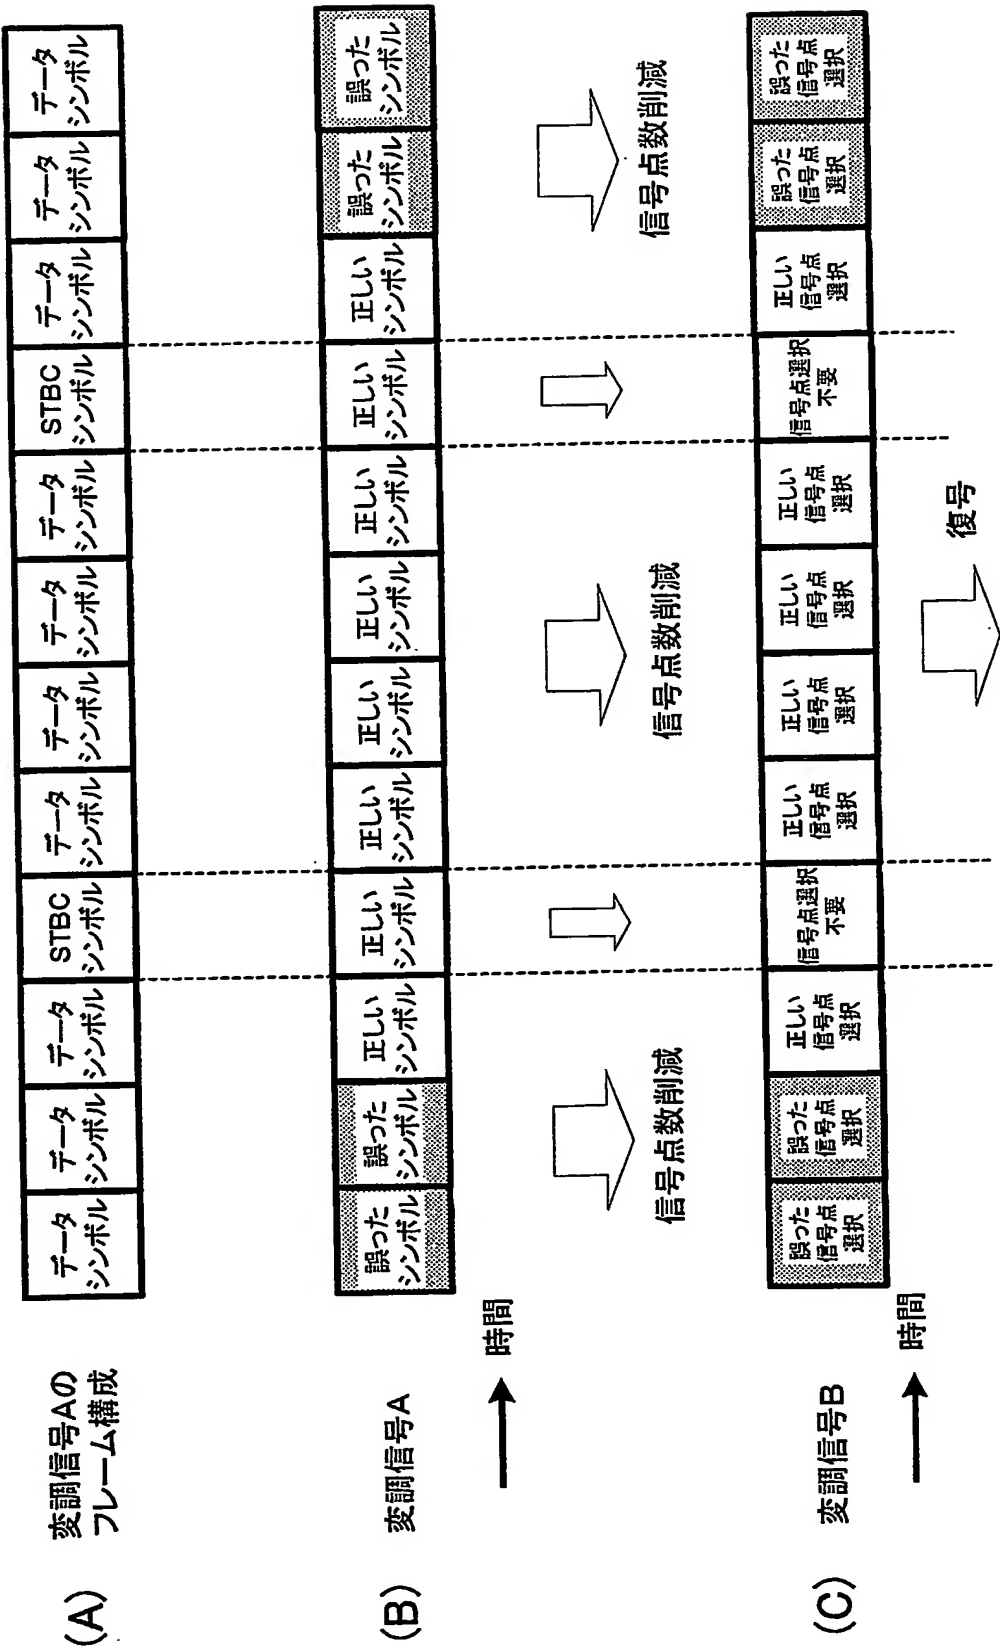 (A)
変調信号Aの
フレーム構成
データ
シンボル
データ
シンボル
データ
シンボル
STBC
シンボル
データ
シンボル
データ
シンボル
データ
シンボル
データ
シンボル
STBC
シンボル
データ
シンボル
データ
シンボル
データ
シンボル
(B)
変調信号A
誤った
シンボル
誤った
シンボル
正しい
シンボル
正しい
シンボル
正しい
シンボル
正しい
シンボル
正しい
シンボル
正しい
シンボル
正しい
シンボル
正しい
シンボル
誤った
シンボル
誤った
シンボル
時間
信号点数削減
信号点数削減
信号点数削減
(C)
変調信号B
誤った
信号点
選択
誤った
信号点
選択
正しい
信号点
選択
信号点選択
不要
正しい
信号点
選択
正しい
信号点
選択
正しい
信号点
選択
正しい
信号点
選択
信号点選択
不要
正しい
信号点
選択
誤った
信号点
選択
誤った
信号点
選択
時間
復号